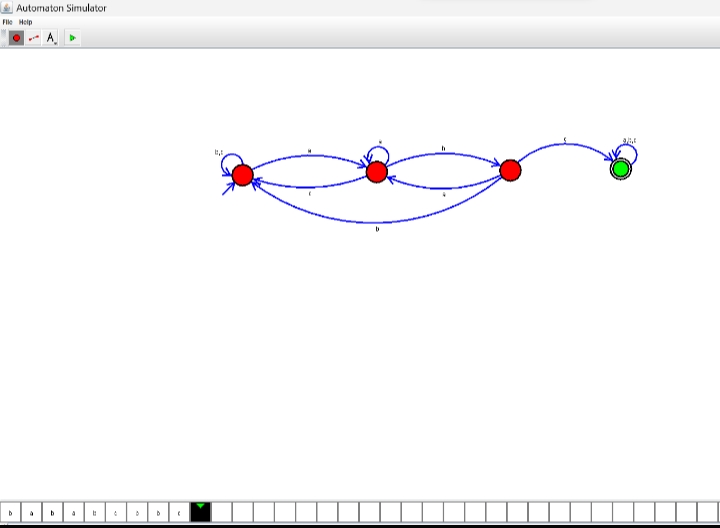 Automaton Simulator
File Help
A
b,c
a
a
b
a,b,c
c
c
a
b
b a b a b c c b c